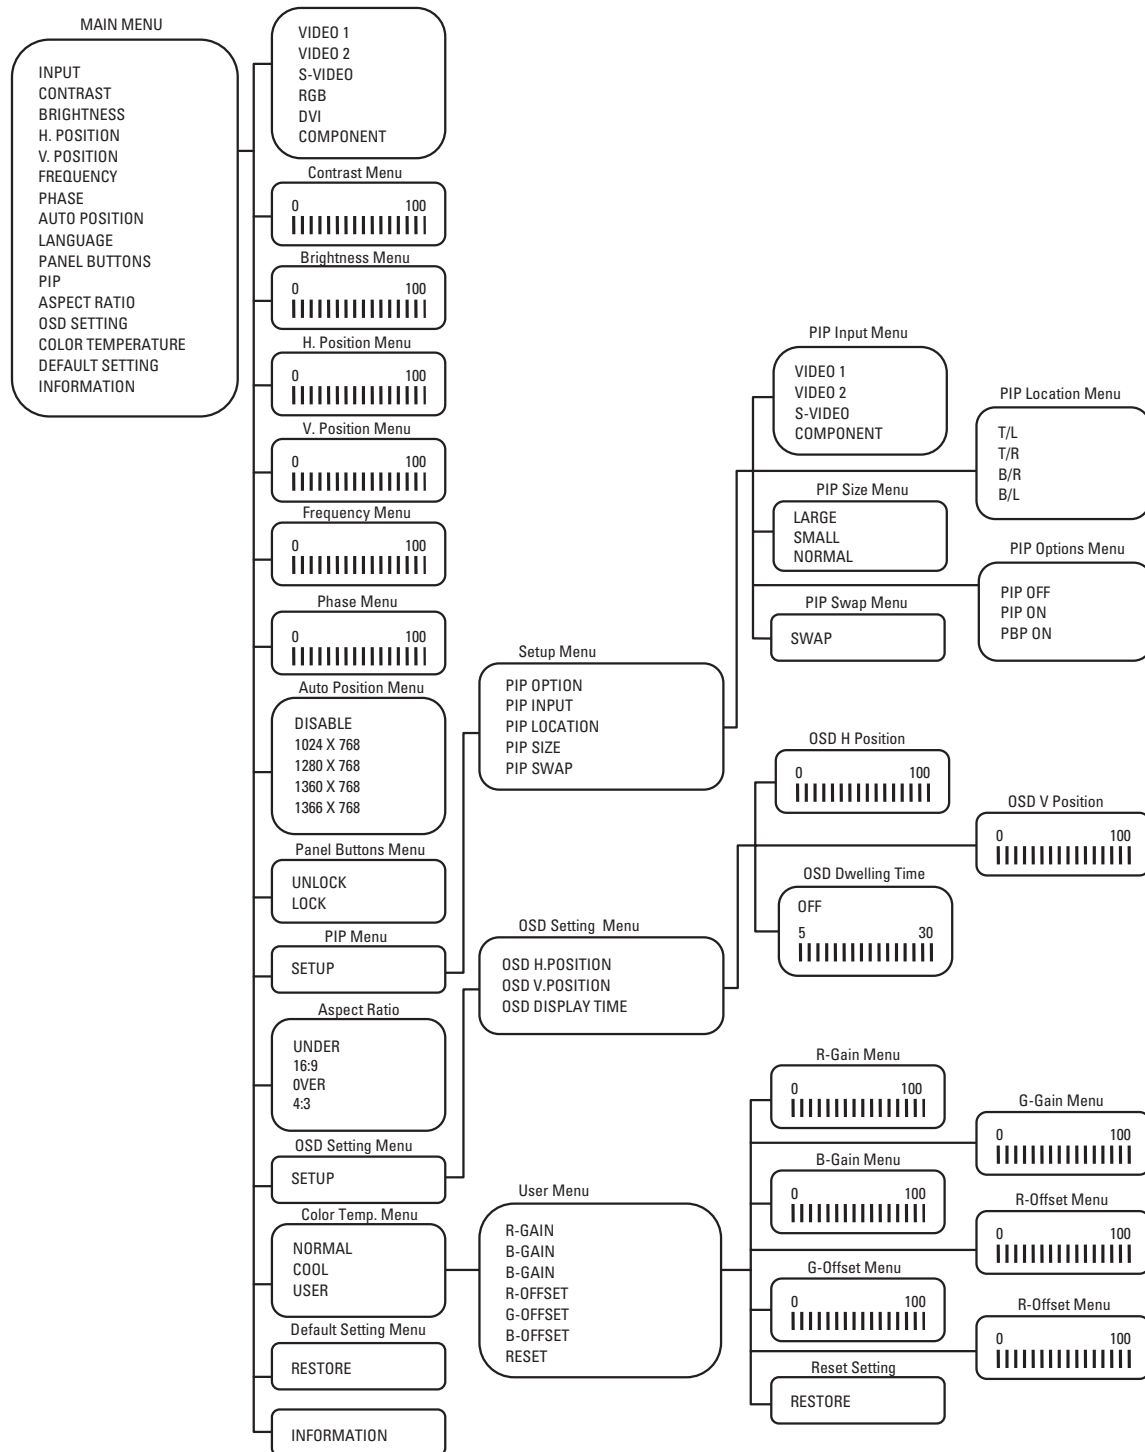 MAIN MENU
INPUT
CONTRAST
BRIGHTNESS
H. POSITION
V. POSITION
FREQUENCY
PHASE
AUTO POSITION
LANGUAGE
PANEL BUTTONS
PIP
ASPECT RATIO
OSD SETTING
COLOR TEMPERATURE
DEFAULT SETTING
INFORMATION
VIDEO 1
VIDEO 2
S-VIDEO
RGB
DVI
COMPONENT
Contrast Menu
0 100
Brightness Menu
0 100
H. Position Menu
0 100
V. Position Menu
0 100
Frequency Menu
0 100
Phase Menu
0 100
Auto Position Menu
DISABLE
1024 X 768
1280 X 768
1360 X 768
1366 X 768
Panel Buttons Menu
UNLOCK
LOCK
PIP Menu
SETUP
Aspect Ratio
UNDER
16:9
0VER
4:3
OSD Setting Menu
SETUP
Color Temp. Menu
NORMAL
COOL
USER
Default Setting Menu
RESTORE
INFORMATION
Setup Menu
PIP OPTION
PIP INPUT
PIP LOCATION
PIP SIZE
PIP SWAP
OSD Setting Menu
OSD H.POSITION
OSD V.POSITION
OSD DISPLAY TIME
User Menu
R-GAIN
B-GAIN
B-GAIN
R-OFFSET
G-OFFSET
B-OFFSET
RESET
PIP Input Menu
VIDEO 1
VIDEO 2
S-VIDEO
COMPONENT
PIP Size Menu
LARGE
SMALL
NORMAL
PIP Swap Menu
SWAP
PIP Location Menu
T/L
T/R
B/R
B/L
PIP Options Menu
PIP OFF
PIP ON
PBP ON
OSD H Position
0 100
OSD V Position
0 100
OSD Dwelling Time
OFF
5 30
R-Gain Menu
0 100
G-Gain Menu
0 100
B-Gain Menu
0 100
R-Offset Menu
0 100
G-Offset Menu
0 100
R-Offset Menu
0 100
Reset Setting
RESTORE